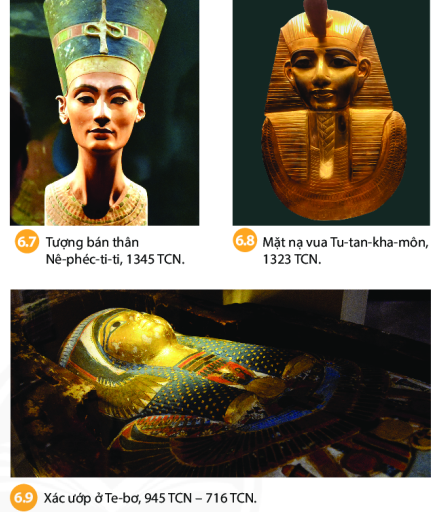 6.7 Tượng bán thân
Nê-phéc-ti-ti, 1345 TCN.
6.8 Mặt nạ vua Tu-tan-kha-môn,
1323 TCN.
6.9 Xác ướp ở Te-bơ, 945 TCN – 716 TCN.